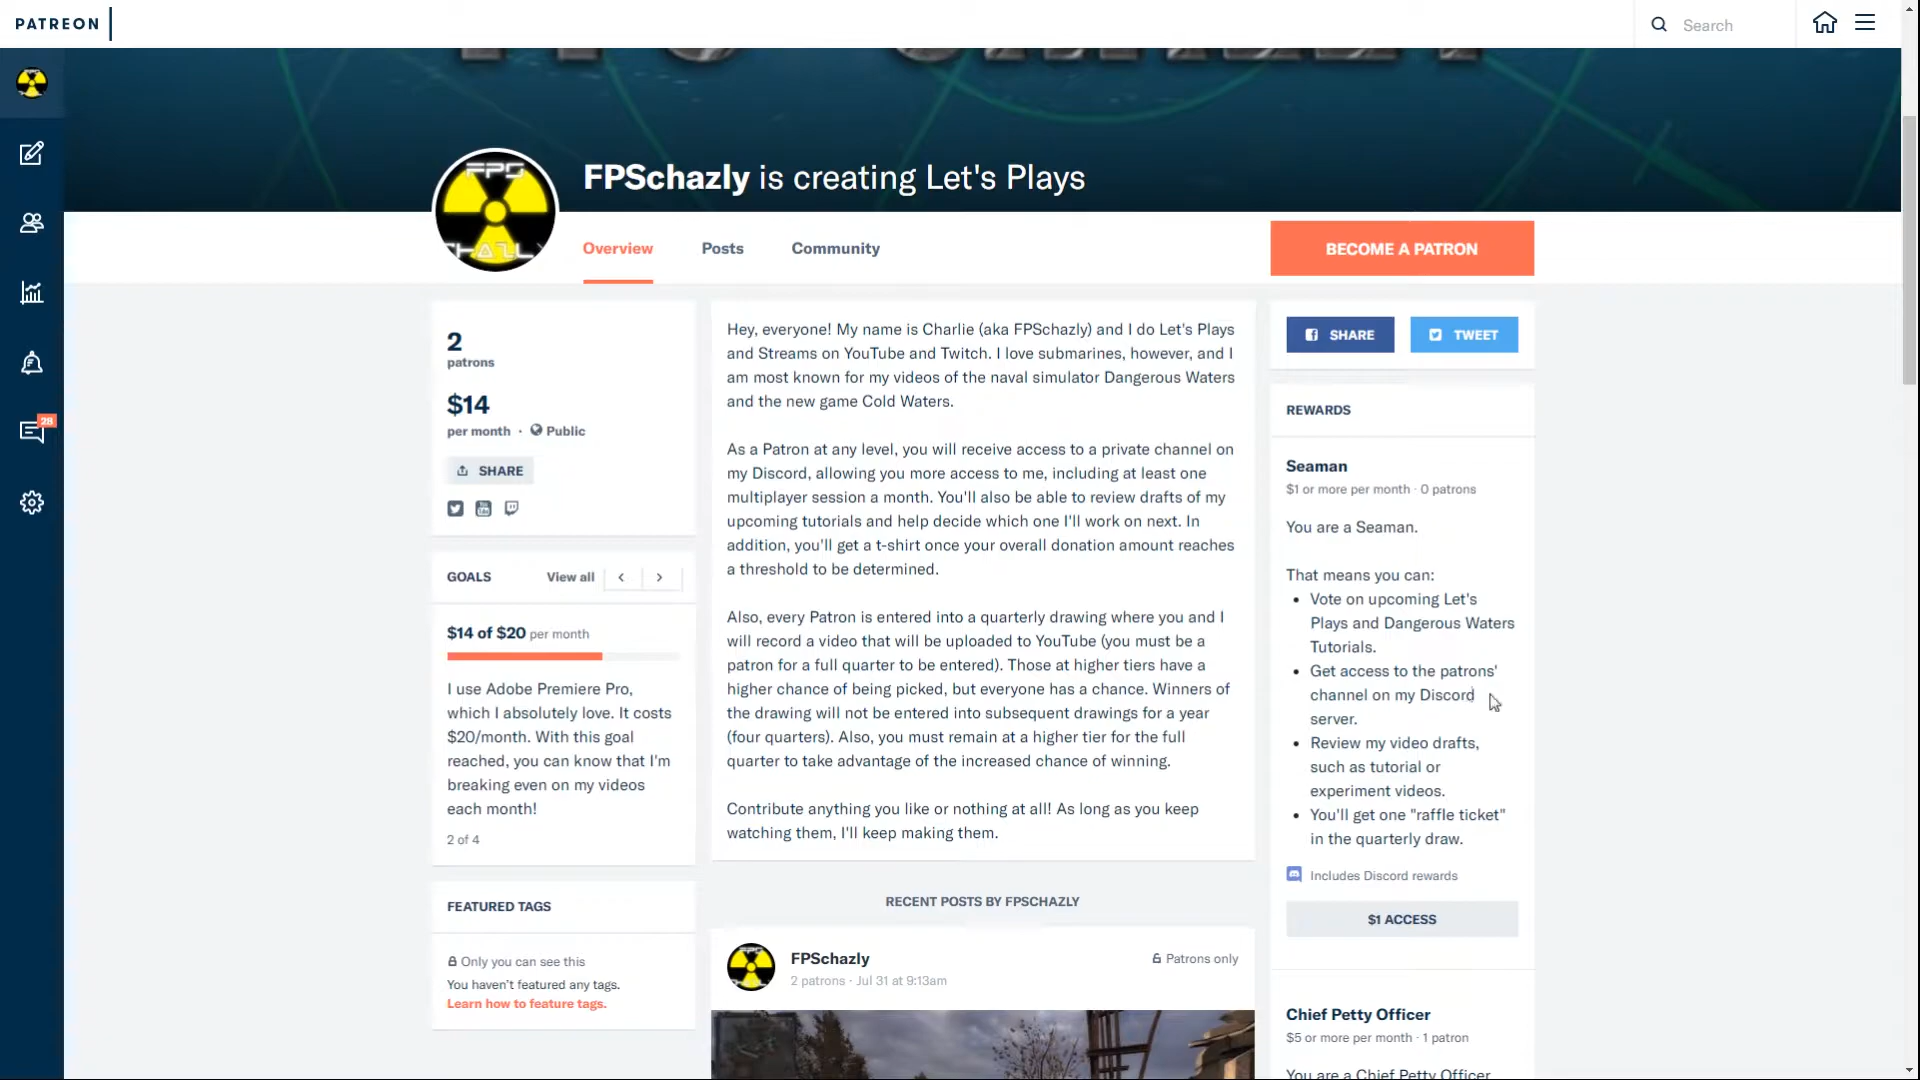 PATREON
Search
FPSchazly is creating Let's Plays
Overview
Posts
Community
BECOME A PATRON
2
patrons
$14
per month · Public
SHARE
GOALS
View all
$14 of $20 per month
I use Adobe Premiere Pro,
which I absolutely love. It costs
$20/month. With this goal
reached, you can know that I'm
breaking even on my videos
each month!
2 of 4
FEATURED TAGS
Only you can see this
You haven't featured any tags.
Learn how to feature tags.
Hey, everyone! My name is Charlie (aka FPSchazly) and I do Let's Plays
and Streams on YouTube and Twitch. I love submarines, however, and I
am most known for my videos of the naval simulator Dangerous Waters
and the new game Cold Waters.
As a Patron at any level, you will receive access to a private channel on
my Discord, allowing you more access to me, including at least one
multiplayer session a month. You'll also be able to review drafts of my
upcoming tutorials and help decide which one I'll work on next. In
addition, you'll get a t-shirt once your overall donation amount reaches
a threshold to be determined.
Also, every Patron is entered into a quarterly drawing where you and I
will record a video that will be uploaded to YouTube (you must be a
patron for a full quarter to be entered). Those at higher tiers have a
higher chance of being picked, but everyone has a chance. Winners of
the drawing will not be entered into subsequent drawings for a year
(four quarters). Also, you must remain at a higher tier for the full
quarter to take advantage of the increased chance of winning.
Contribute anything you like or nothing at all! As long as you keep
watching them, I'll keep making them.
RECENT POSTS BY FPSCHAZLY
FPSchazly
Patrons only
2 patrons · Jul 31 at 9:13am
SHARE
TWEET
REWARDS
Seaman
$1 or more per month · 0 patrons
You are a Seaman.
That means you can:
• Vote on upcoming Let's
Plays and Dangerous Waters
Tutorials.
• Get access to the patrons'
channel on my Discord
server.
• Review my video drafts,
such as tutorial or
experiment videos.
• You'll get one "raffle ticket"
in the quarterly draw.
Includes Discord rewards
$1 ACCESS
Chief Petty Officer
$5 or more per month · 1 patron
You are a Chief Petty Officer
28
FPS